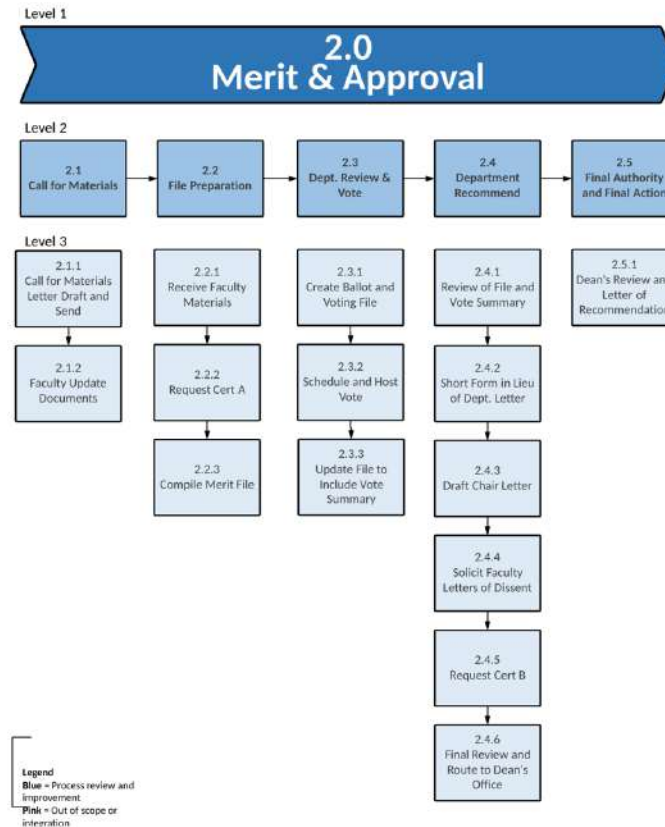 Level 1
2.0
Merit & Approval
Level 2
2.1
Call for Materials
2.2
File Preparation
2.3
Dept. Review &
Vote
2.4
Department
Recommend
2.5
Final Authority
and Final Action
Level 3
2.1.1
Call for Materials
Letter Draft and
Send
2.1.2
Faculty Update
Documents
2.2.1
Receive Faculty
Materials
2.2.2
Request Cert A
2.2.3
Compile Merit File
2.3.1
Create Ballot and
Voting File
2.3.2
Schedule and Host
Vote
2.3.3
Update File to
Include Vote
Summary
2.4.1
Review of File and
Vote Summary
2.4.2
Short Form in Lieu
of Dept. Letter
2.4.3
Draft Chair Letter
2.4.4
Solicit Faculty
Letters of Dissent
2.4.5
Request Cert B
2.4.6
Final Review and
Route to Dean's
Office
2.5.1
Dean's Review and
Letter of
Recommendation
Legend
Blue = Process review and
improvement
Pink = Out of scope or
integration